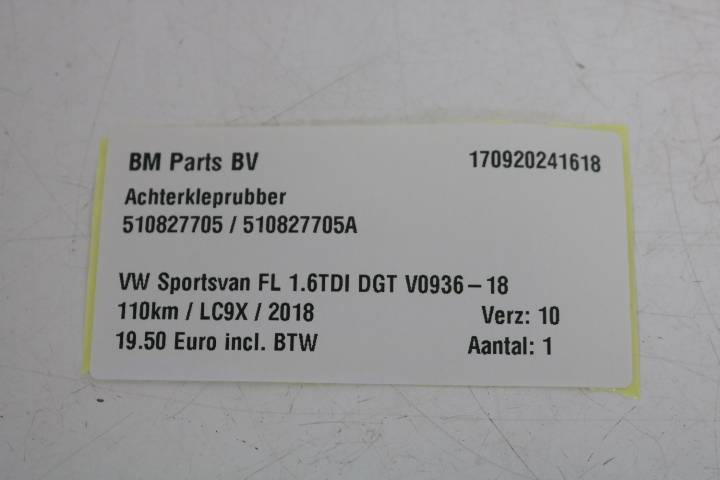 BM Parts BV 170920241618
Achterkleprubber
510827705 / 510827705A
VW Sportsvan FL 1.6TDI DGT V0936-18
110km / LC9X / 2018 Verz: 10
19.50 Euro incl. BTW Aantal: 1